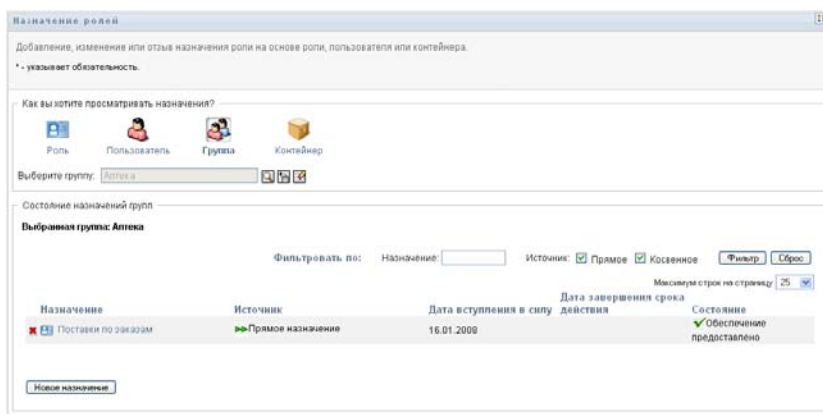 Назначение ролей
Добавление, изменение или отзыв назначения роли на основе роли, пользователя или контейнера.
* - указывает обязательность.
Как вы хотите просматривать назначения?
Роль Пользователь Группа Контейнер
Выберите группу: Аптека
Состояние назначений групп
Выбранная группа: Аптека
Фильтровать по: Назначение: Источник: Прямое Косвенное Фильтр Сброс
Максимум строк на страницу 25
Назначение Источник Дата вступления в силу Дата завершения срока действия Состояние
Поставки по заказам Прямое назначение 16.01.2008 Обеспечение предоставлено
Новое назначение